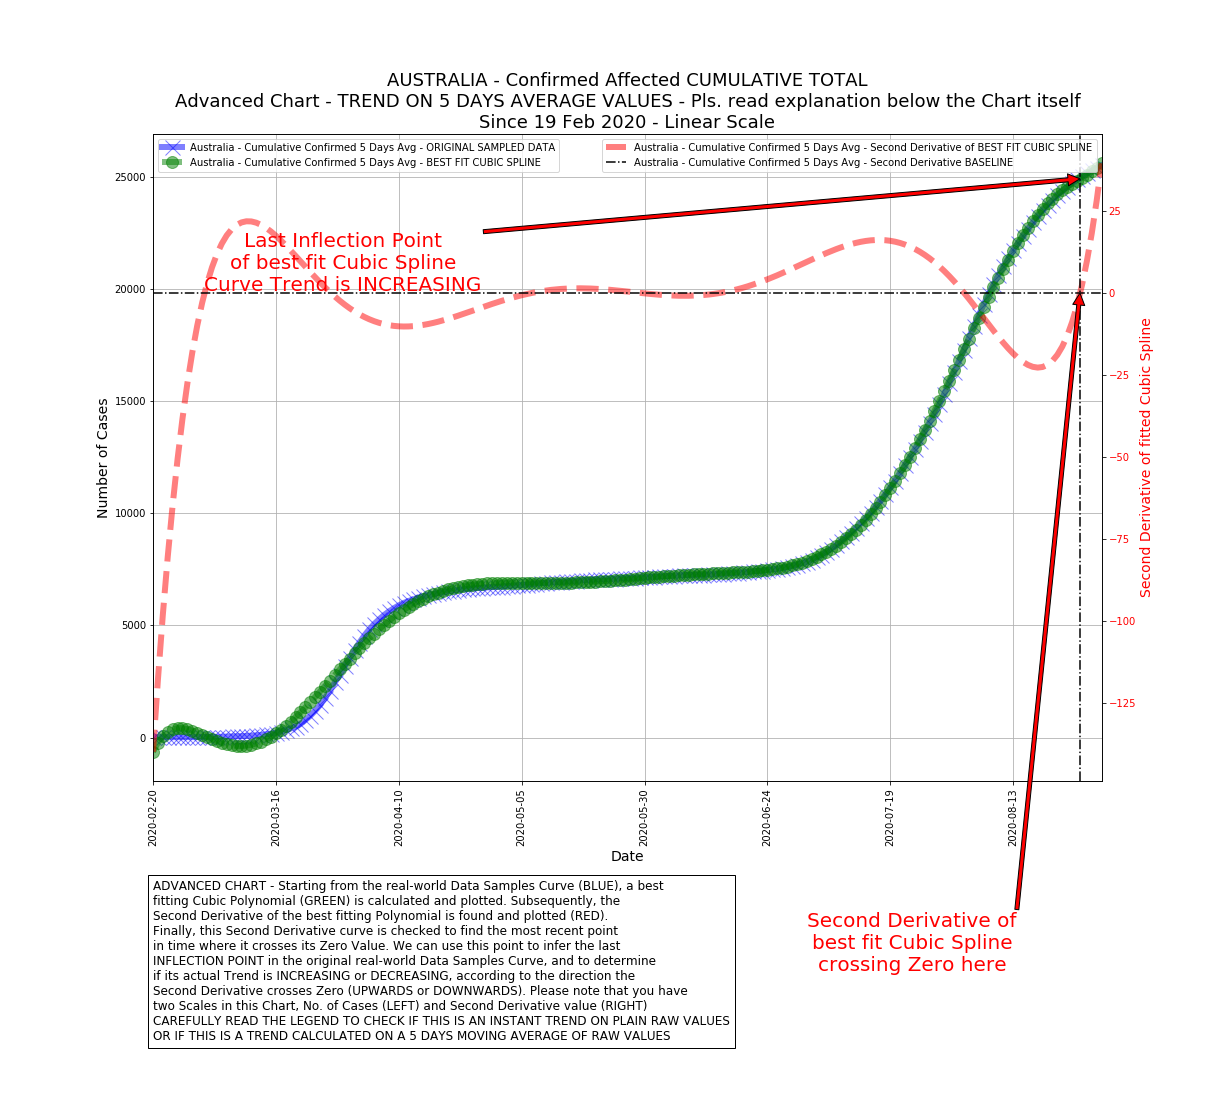 AUSTRALIA - Confirmed Affected CUMULATIVE TOTAL
Advanced Chart - TREND ON 5 DAYS AVERAGE VALUES - Pls. read explanation below the Chart itself
Since 19 Feb 2020 - Linear Scale
Australia - Cumulative Confirmed 5 Days Avg - ORIGINAL SAMPLED DATA
Australia - Cumulative Confirmed 5 Days Avg - BEST FIT CUBIC SPLINE
Australia - Cumulative Confirmed 5 Days Avg - Second Derivative of BEST FIT CUBIC SPLINE
Australia - Cumulative Confirmed 5 Days Avg - Second Derivative BASELINE
Last Inflection Point
of best fit Cubic Spline
Curve Trend is INCREASING
Number of Cases
25000
20000
15000
10000
5000
0
25
0
−25
−50
−75
−100
−125
Second Derivative of fitted Cubic Spline
2020-02-20
2020-03-16
2020-04-10
2020-05-05
2020-05-30
2020-06-24
2020-07-19
2020-08-13
Date
ADVANCED CHART - Starting from the real-world Data Samples Curve (BLUE), a best
fitting Cubic Polynomial (GREEN) is calculated and plotted. Subsequently, the
Second Derivative of the best fitting Polynomial is found and plotted (RED).
Finally, this Second Derivative curve is checked to find the most recent point
in time where it crosses its Zero Value. We can use this point to infer the last
INFLECTION POINT in the original real-world Data Samples Curve, and to determine
if its actual Trend is INCREASING or DECREASING, according to the direction the
Second Derivative crosses Zero (UPWARDS or DOWNWARDS). Please note that you have
two Scales in this Chart, No. of Cases (LEFT) and Second Derivative value (RIGHT)
CAREFULLY READ THE LEGEND TO CHECK IF THIS IS AN INSTANT TREND ON PLAIN RAW VALUES
OR IF THIS IS A TREND CALCULATED ON A 5 DAYS MOVING AVERAGE OF RAW VALUES
Second Derivative of
best fit Cubic Spline
crossing Zero here